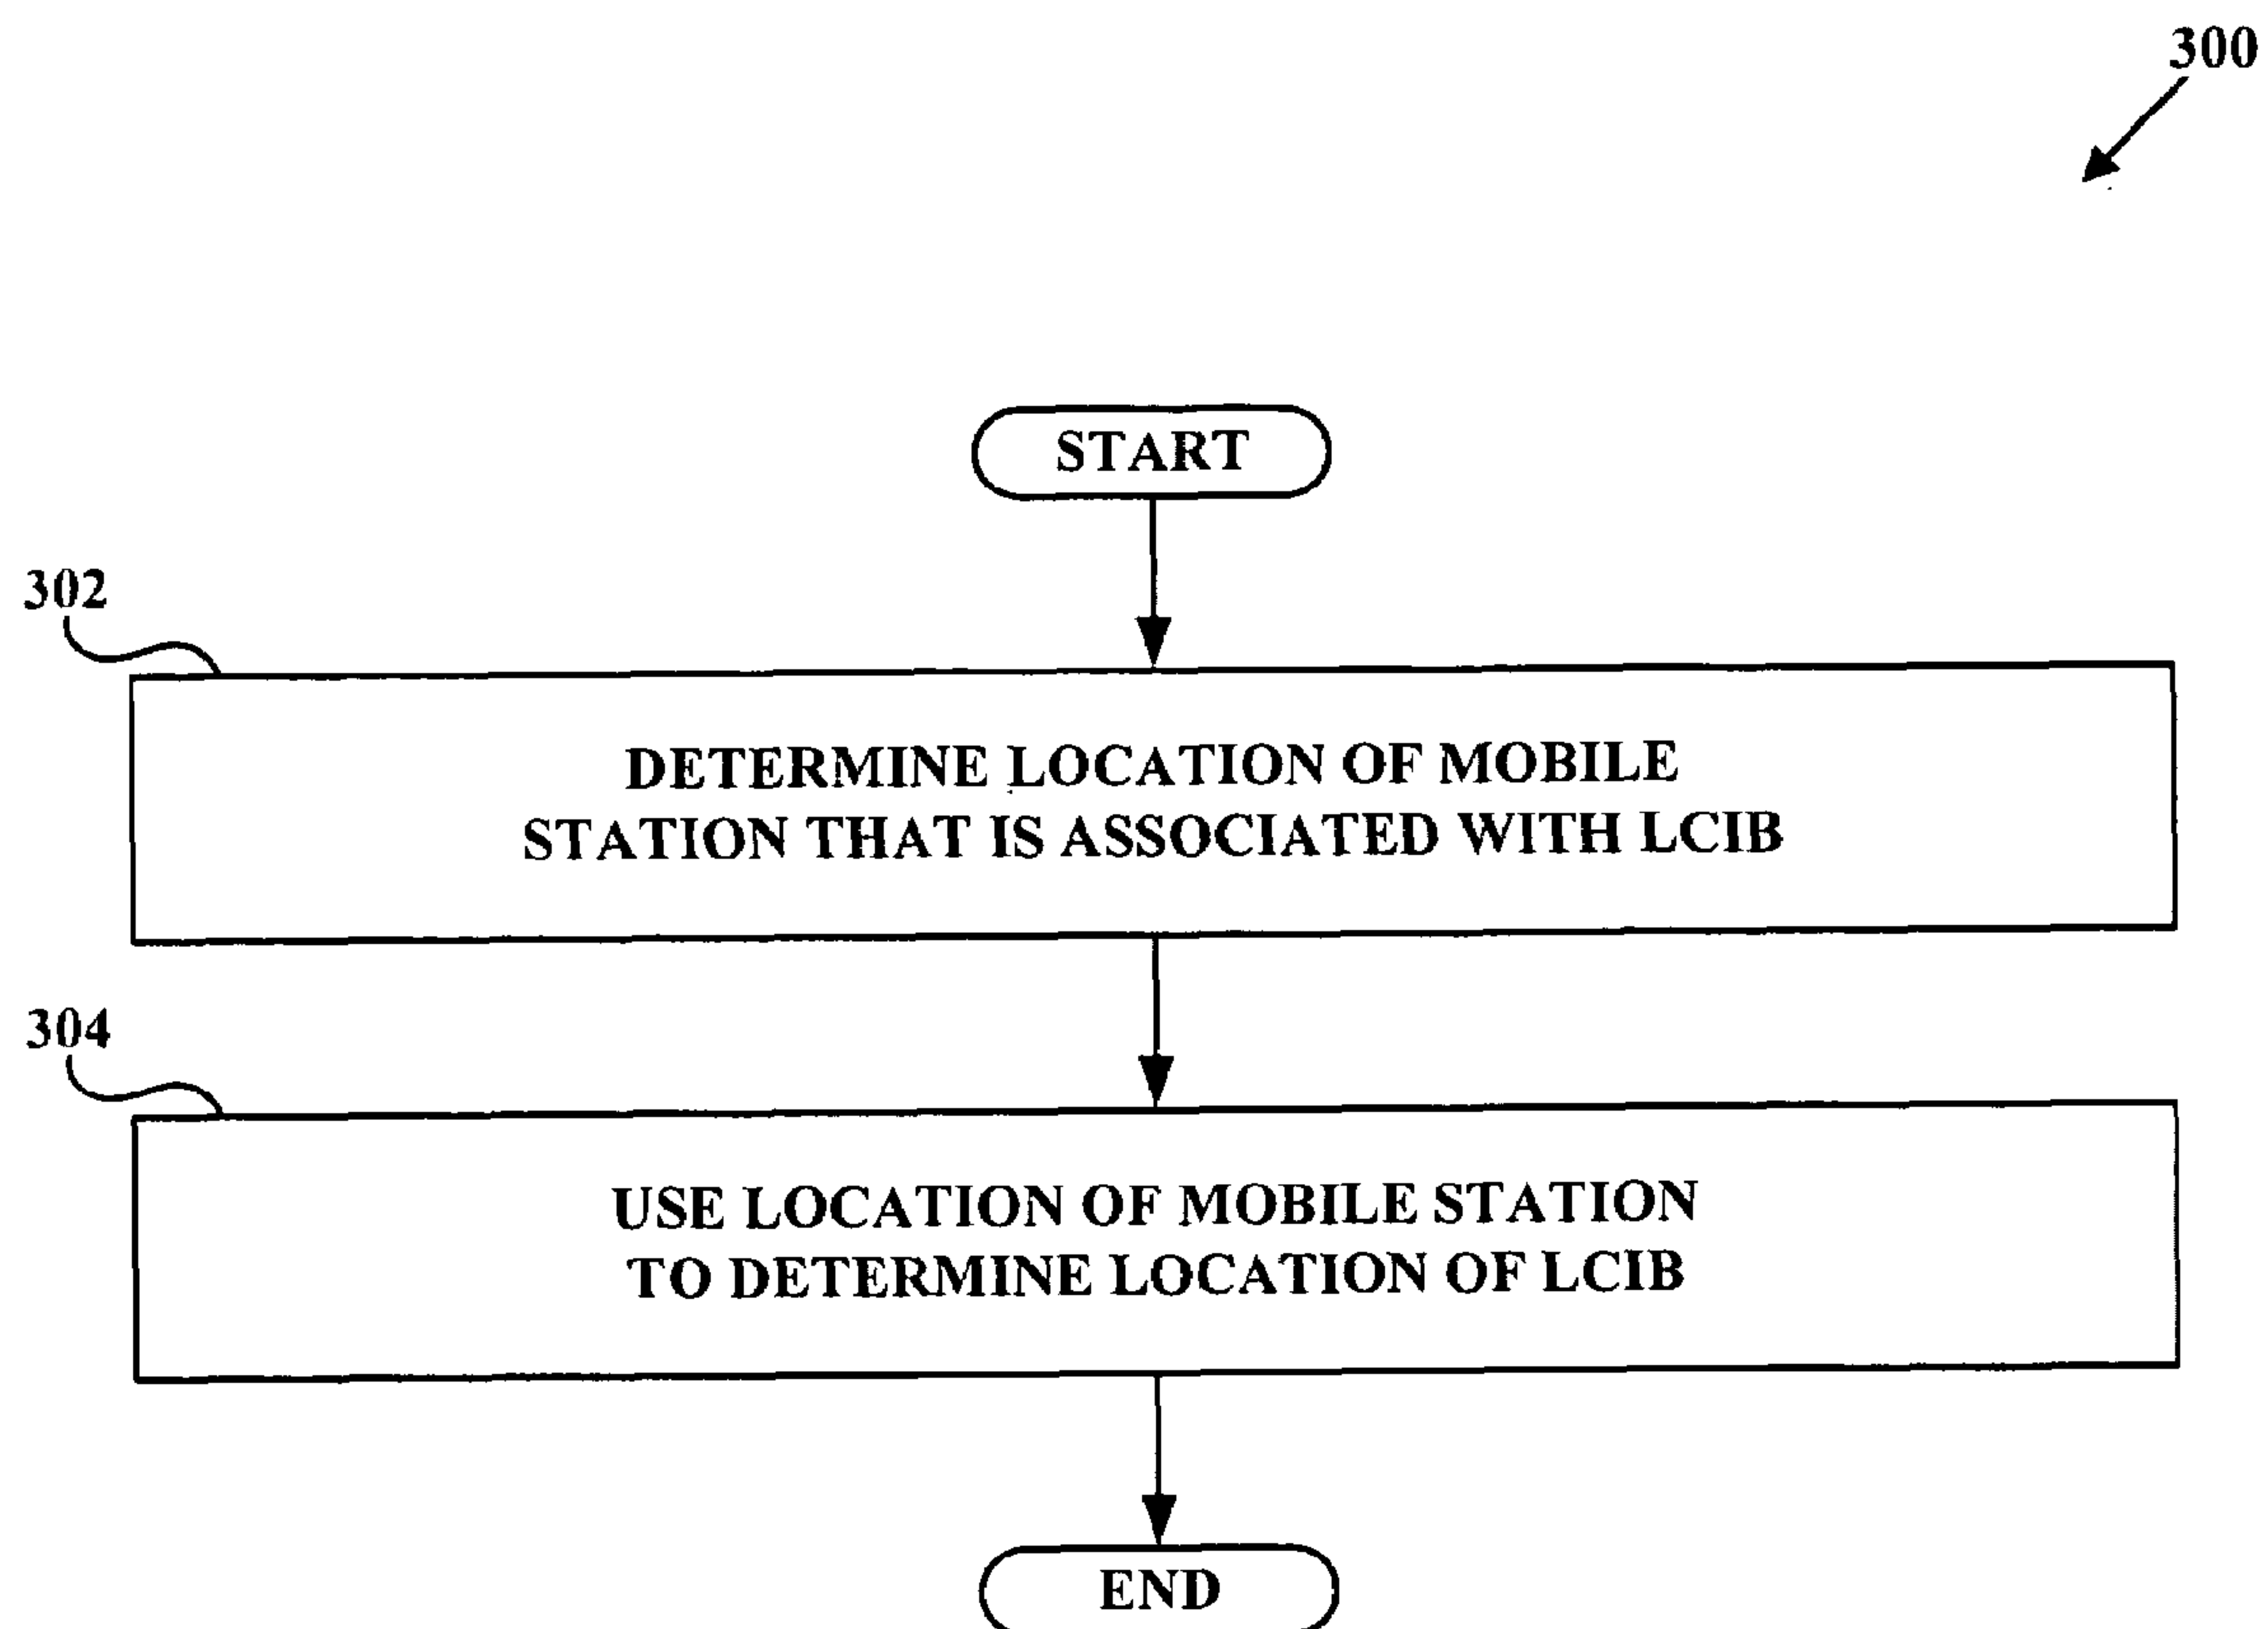 300
START
302
DETERMINE LOCATION OF MOBILE
STATION THAT IS ASSOCIATED WITH LCIB
304
USE LOCATION OF MOBILE STATION
TO DETERMINE LOCATION OF LCIB
END